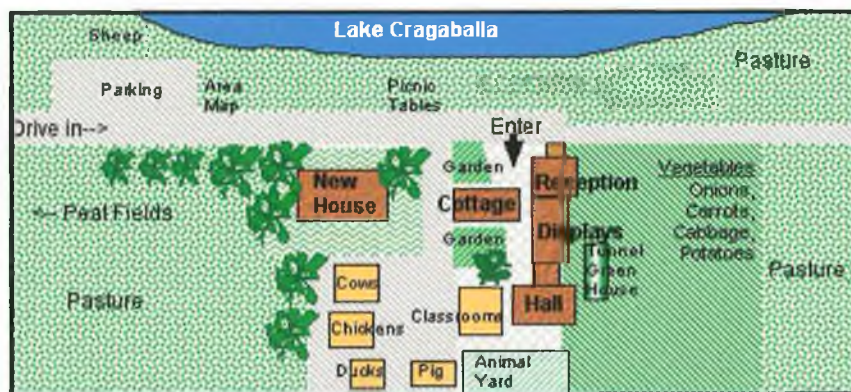 Lake Cragaballa
Sheep
Pasture
Parking
Area
Map
Picnic
Tables
Drive in-->
Enter
Garden
Reception
Vegetables
Onions,
Carrots,
Cabbage,
Potatoes
New
House
Cottage
<-- Peat Fields
Garden
Displays
Tunnel
Green
House
Pasture
Pasture
Cows
Chickens
Classrooms
Hall
Ducks
Pig
Animal
Yard